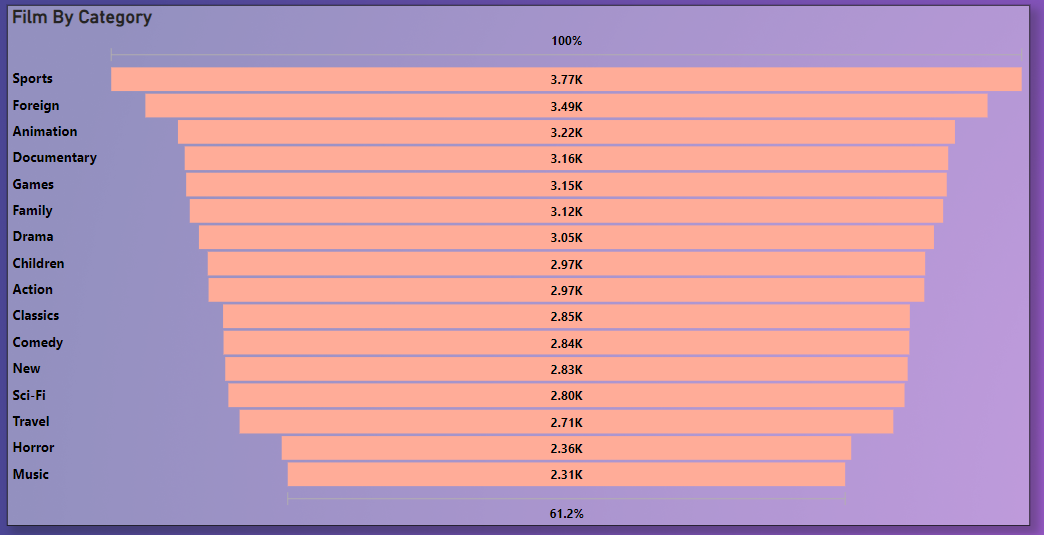 Film By Category
100%
Sports 3.77K
Foreign 3.49K
Animation 3.22K
Documentary 3.16K
Games 3.15K
Family 3.12K
Drama 3.05K
Children 2.97K
Action 2.97K
Classics 2.85K
Comedy 2.84K
New 2.83K
Sci-Fi 2.80K
Travel 2.71K
Horror 2.36K
Music 2.31K
61.2%